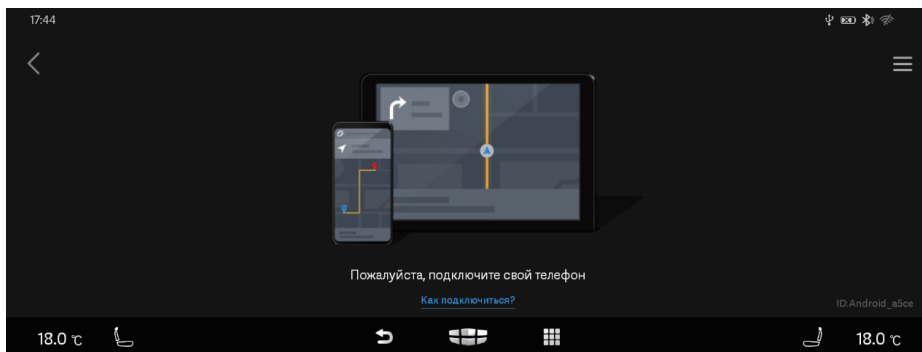 17:44
Пожалуйста, подключите свой телефон
Как подключиться?
ID:Android_a5ce
18.0 °C
18.0 °C